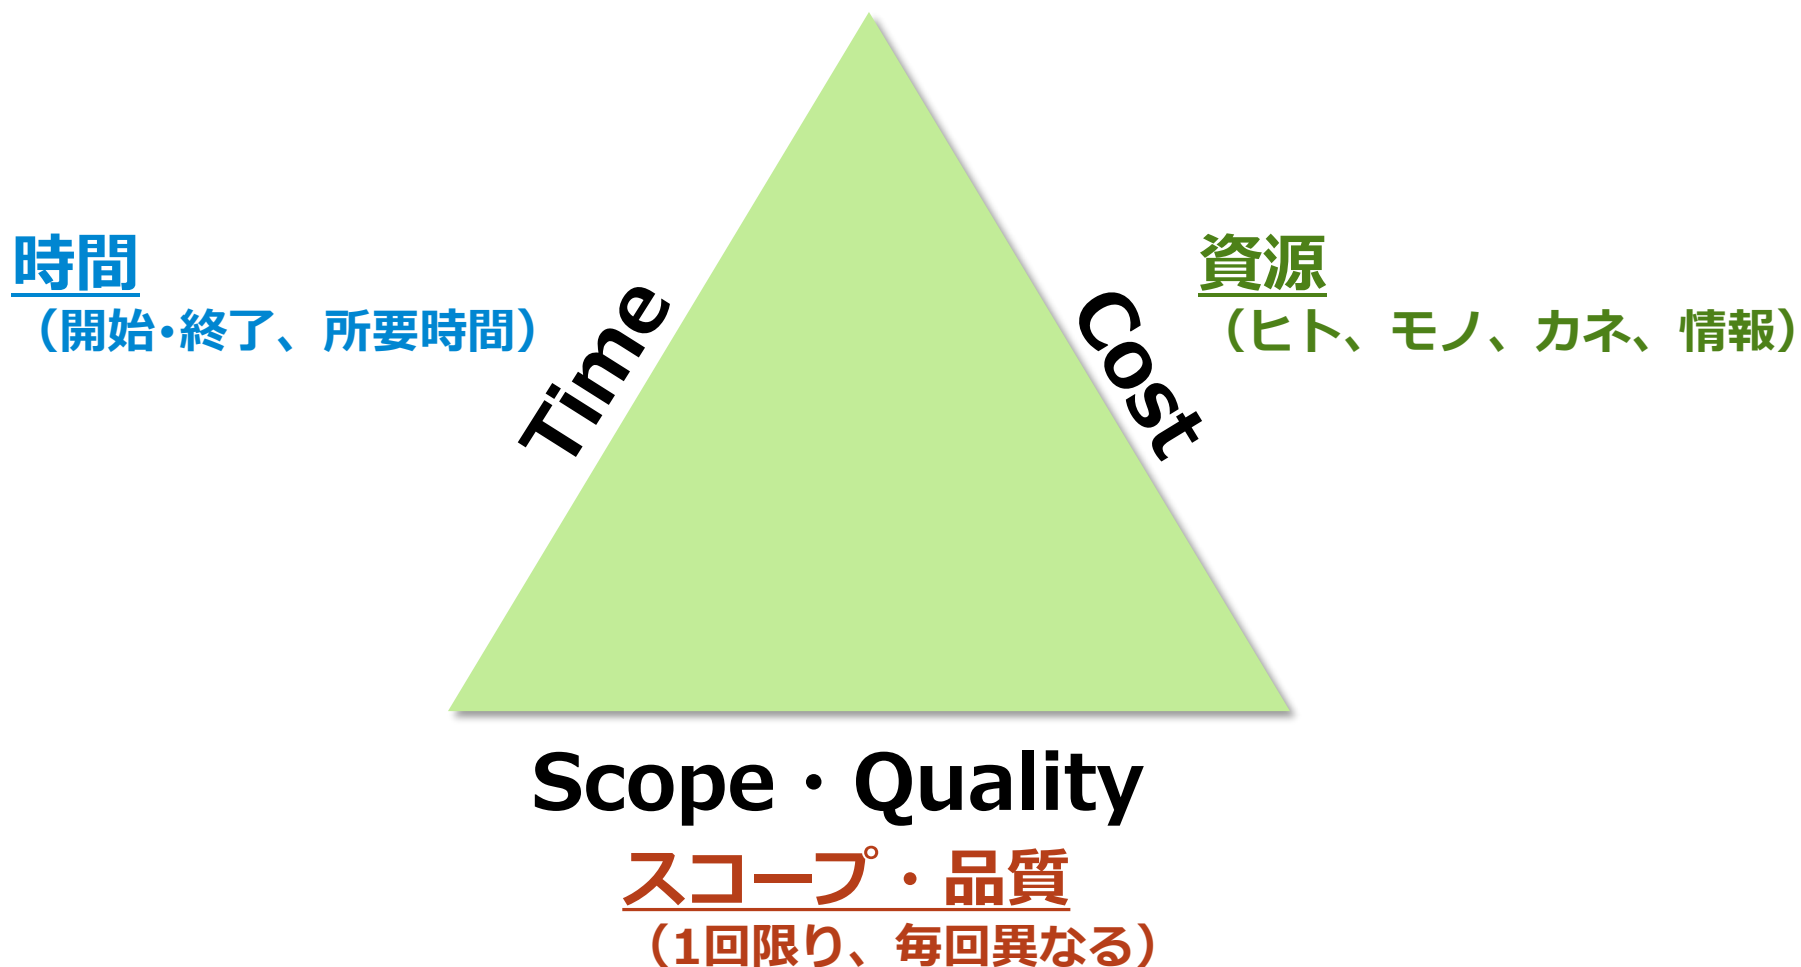 時間
（開始･終了、所要時間）
Time
Cost
資源
（ヒト、モノ、カネ、情報）
Scope・Quality
スコープ・品質
（1回限り、毎回異なる）